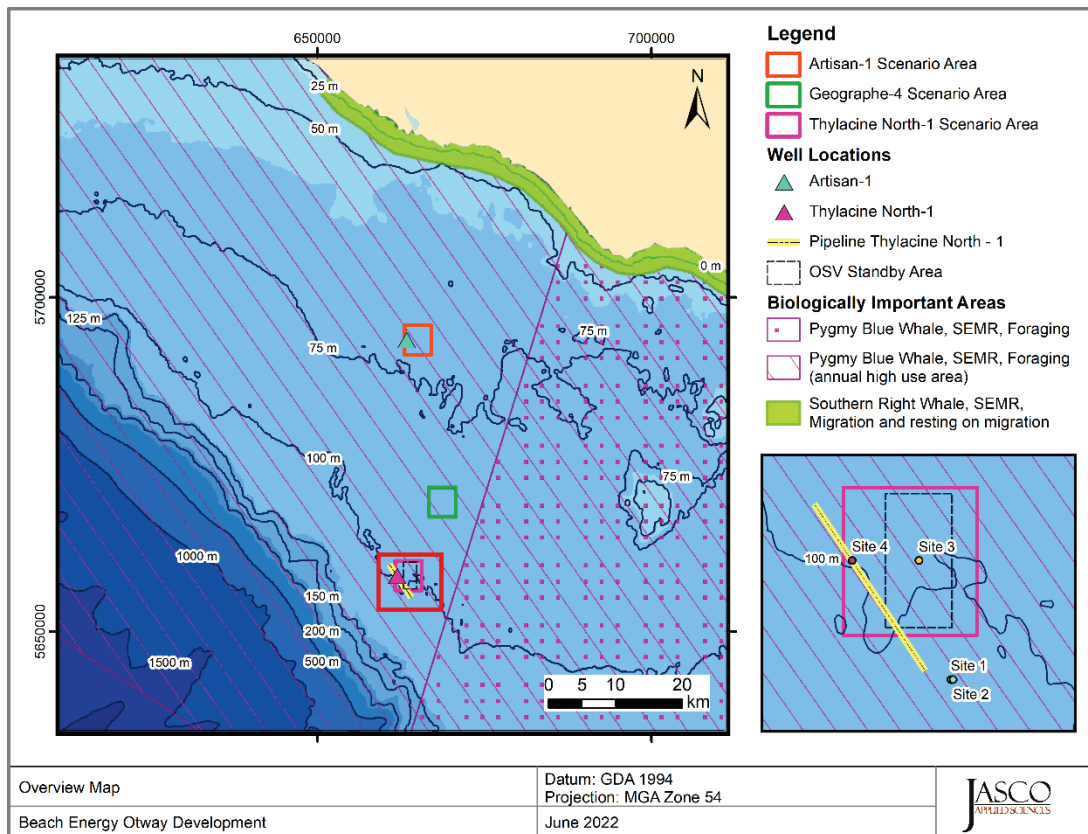 650000
700000
5700000
5650000
25 m
50 m
0 m
N
125 m
75 m
75 m
100 m
75 m
1000 m
150 m
200 m
500 m
1500 m
0 5 10 20
km
Legend
Artisan-1 Scenario Area
Geographe-4 Scenario Area
Thylacine North-1 Scenario Area
Well Locations
Artisan-1
Thylacine North-1
Pipeline Thylacine North - 1
OSV Standby Area
Biologically Important Areas
Pygmy Blue Whale, SEMR, Foraging
Pygmy Blue Whale, SEMR, Foraging
(annual high use area)
Southern Right Whale, SEMR,
Migration and resting on migration
100 m
Site 4
Site 3
Site 1
Site 2
Overview Map
Datum: GDA 1994
Projection: MGA Zone 54
Beach Energy Otway Development
June 2022
JASCO
APPLIED SCIENCES